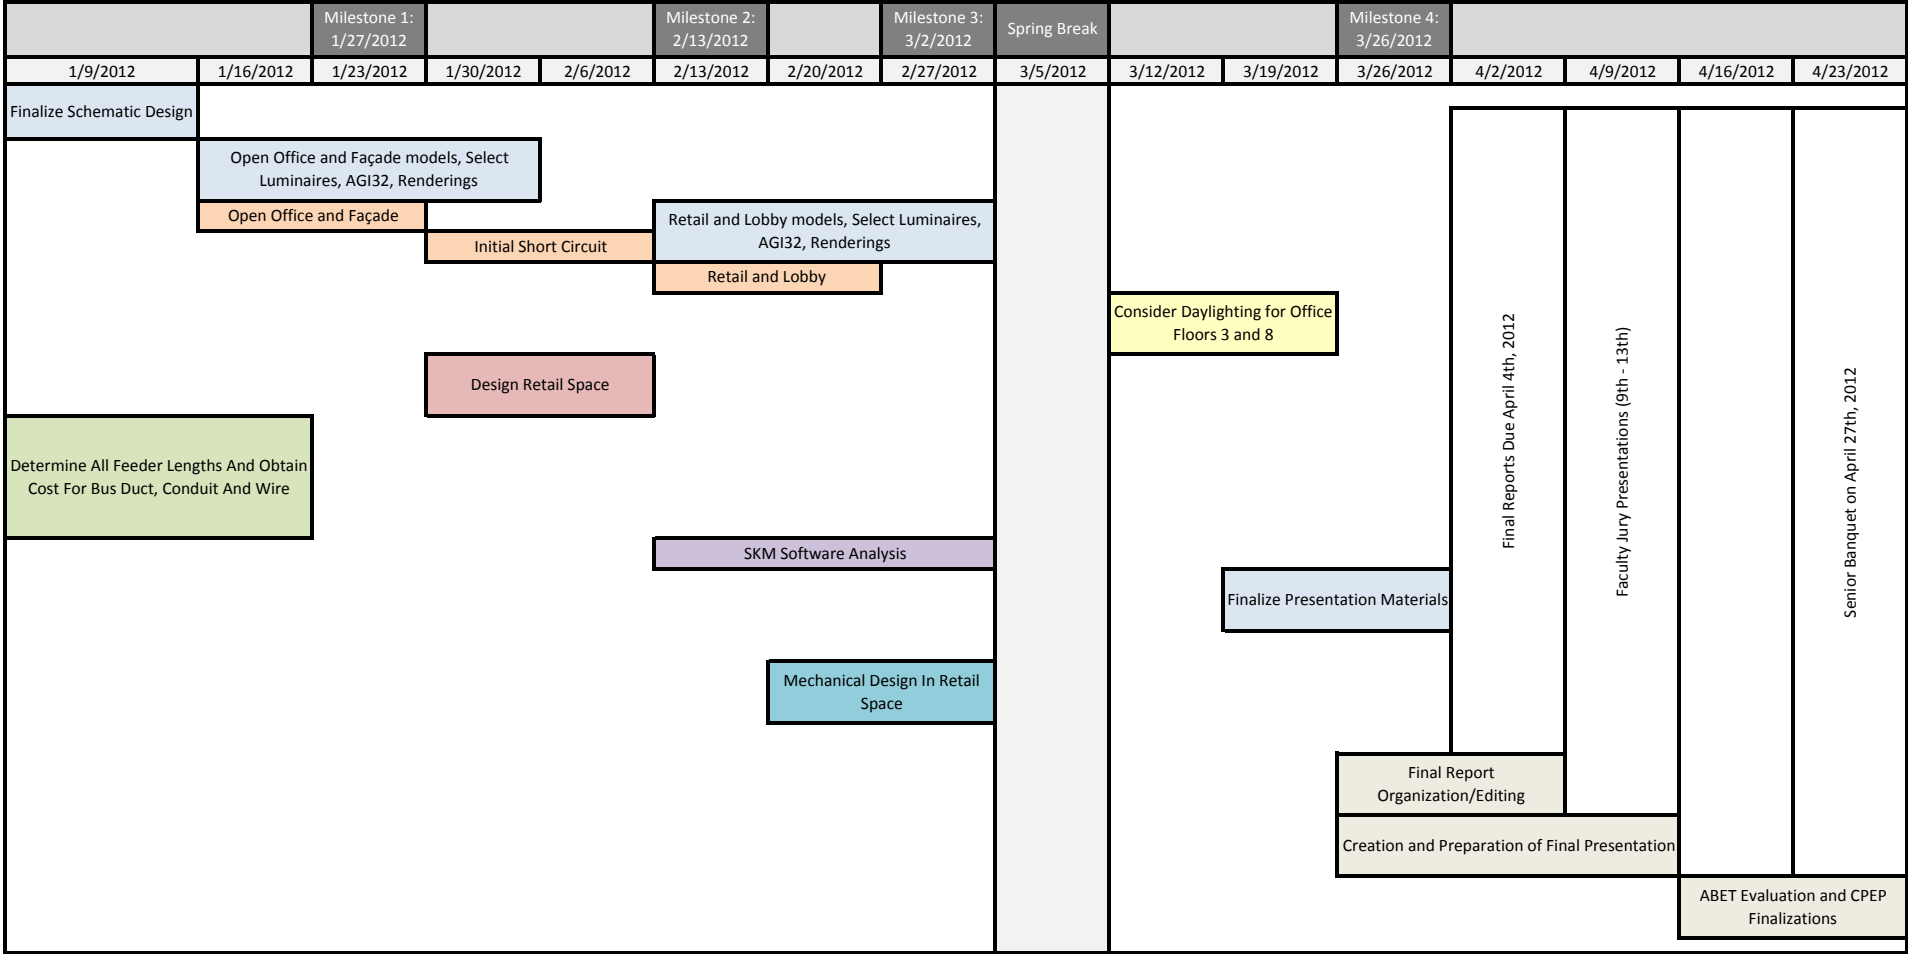 Milestone 1:
1/27/2012
Milestone 2:
2/13/2012
Milestone 3:
3/2/2012
Spring Break
Milestone 4:
3/26/2012
1/9/2012 1/16/2012 1/23/2012 1/30/2012 2/6/2012 2/13/2012 2/20/2012 2/27/2012 3/5/2012 3/12/2012 3/19/2012 3/26/2012 4/2/2012 4/9/2012 4/16/2012 4/23/2012
Finalize Schematic Design
Open Office and Façade models, Select
Luminaires, AGI32, Renderings
Open Office and Façade
Initial Short Circuit
Retail and Lobby models, Select Luminaires,
AGI32, Renderings
Retail and Lobby
Consider Daylighting for Office
Floors 3 and 8
Design Retail Space
Determine All Feeder Lengths And Obtain
Cost For Bus Duct, Conduit And Wire
SKM Software Analysis
Finalize Presentation Materials
Mechanical Design In Retail
Space
Final Reports Due April 4th, 2012
Faculty Jury Presentations (9th - 13th)
Senior Banquet on April 27th, 2012
Final Report
Organization/Editing
Creation and Preparation of Final Presentation
ABET Evaluation and CPEP
Finalizations